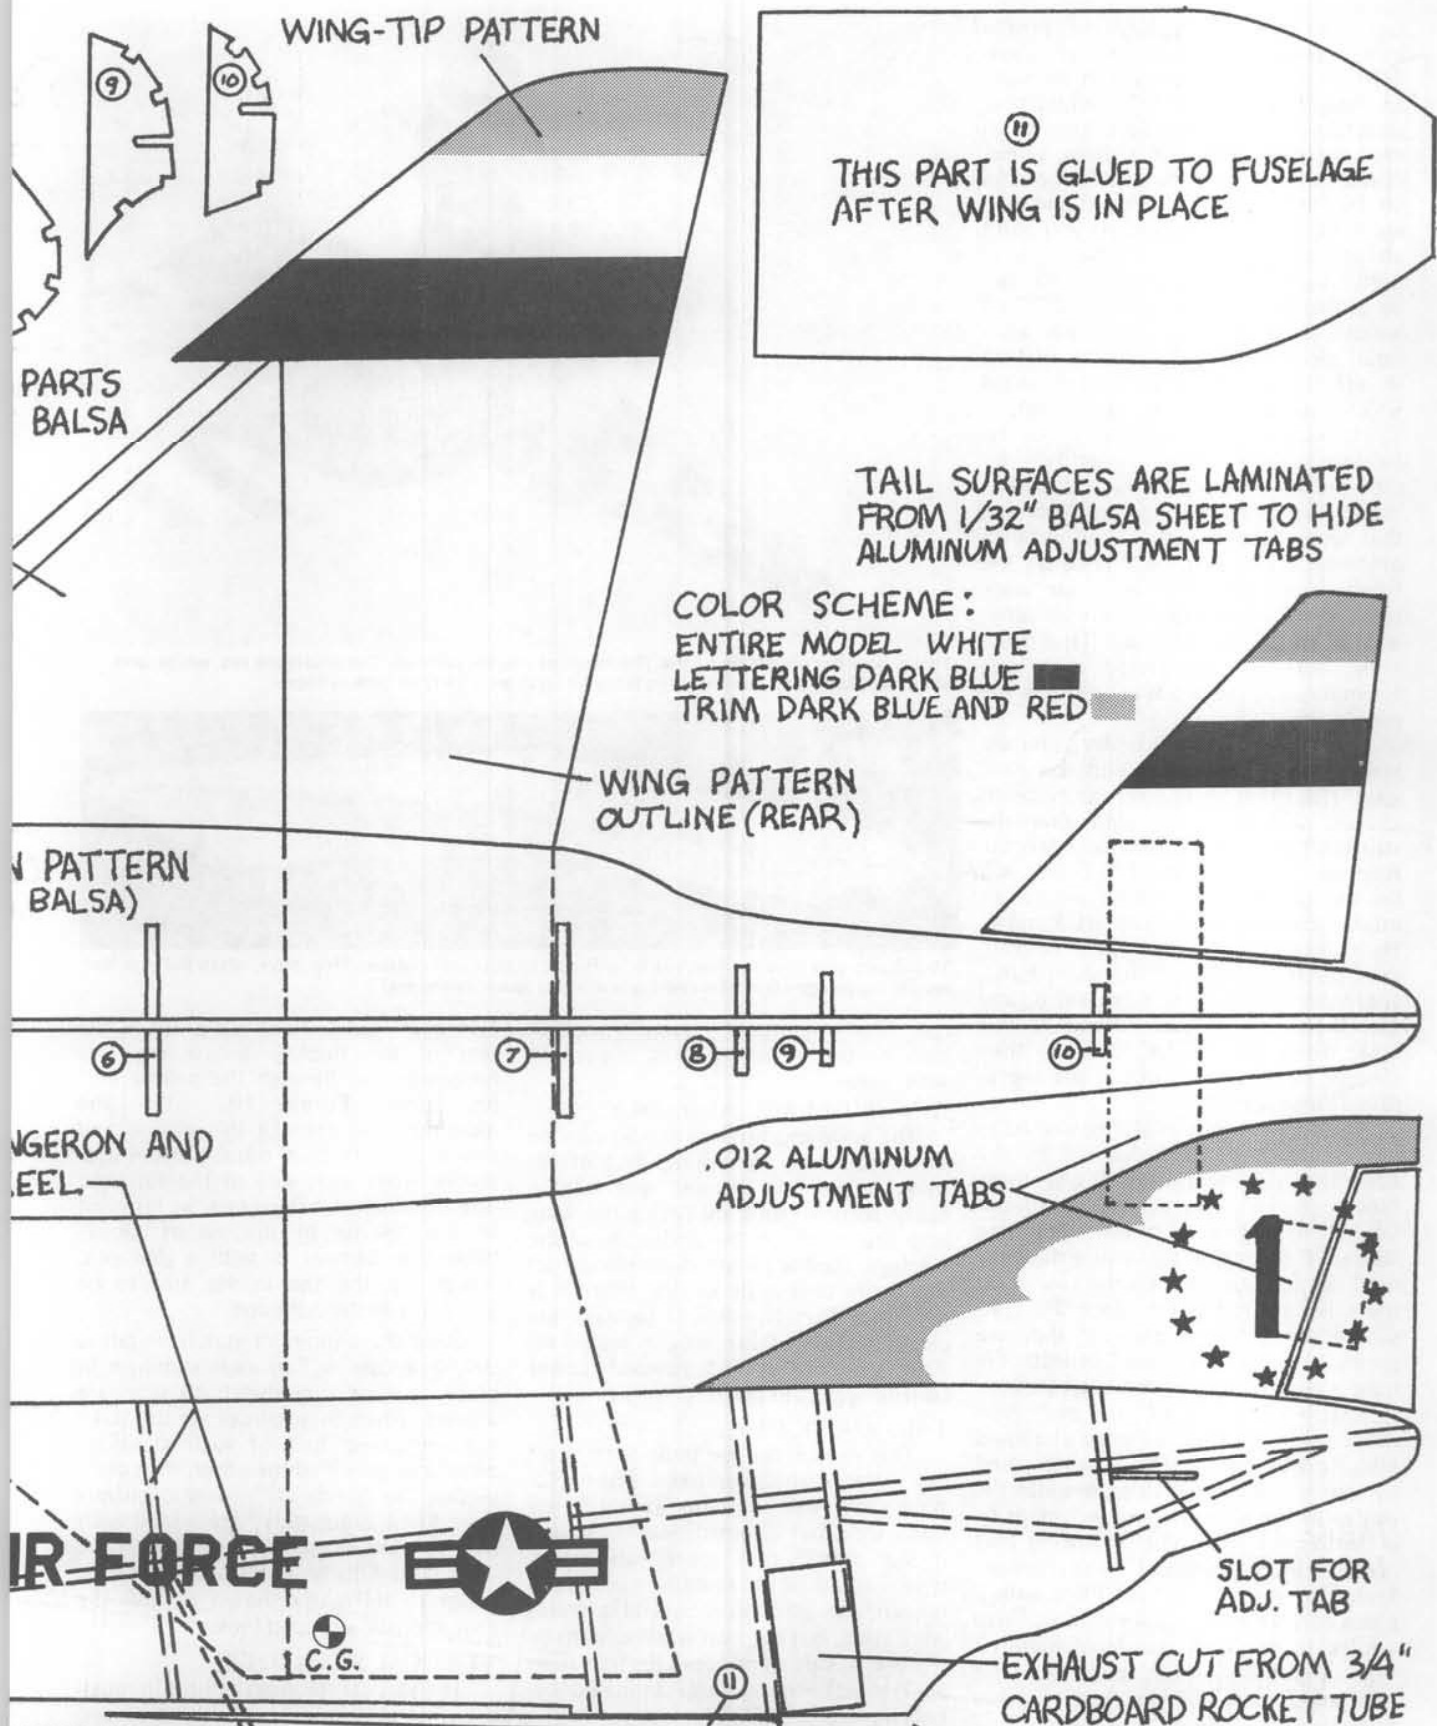 WING-TIP PATTERN
9
10
11
THIS PART IS GLUED TO FUSELAGE
AFTER WING IS IN PLACE
PARTS
BALSA
TAIL SURFACES ARE LAMINATED
FROM 1/32" BALSA SHEET TO HIDE
ALUMINUM ADJUSTMENT TABS
COLOR SCHEME:
ENTIRE MODEL WHITE
LETTERING DARK BLUE
TRIM DARK BLUE AND RED
WING PATTERN
OUTLINE (REAR)
PATTERN
BALSA)
6
7
8
9
10
NGERON AND
EEL
.012 ALUMINUM
ADJUSTMENT TABS
1
IR FORCE
C.G.
11
SLOT FOR
ADJ. TAB
EXHAUST CUT FROM 3/4"
CARDBOARD ROCKET TUBE